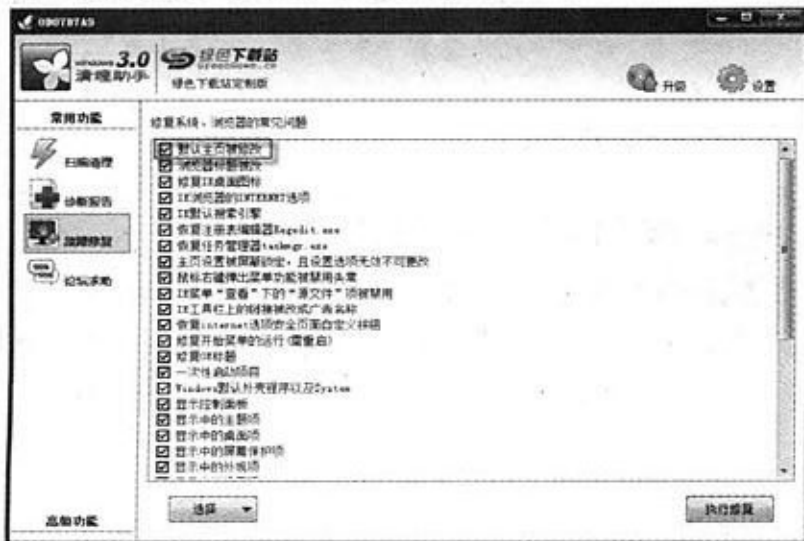 ODOTBTAS
windows 3.0
清理助手
绿色下载站
绿色下载站定制版
升级
设置
常用功能
扫描清理
诊断报告
故障修复
论坛求助
高级功能
修复系统、浏览器的常见问题
默认主页被修改
浏览器标题被改
修复IE桌面图标
IE浏览器的INTERNET选项
IE默认搜索引擎
恢复注册表编辑器Regedit.exe
恢复任务管理器taskmgr.exe
主页设置被屏蔽锁定，且设置选项无效不可更改
鼠标右键弹出菜单功能被禁用失常
IE菜单“查看”下的“源文件”项被禁用
IE工具栏上的链接被改成广告名称
恢复internet选项安全页面自定义按钮
修复开始菜单的运行(需重启)
修复OE标题
一次性启动项目
Windows默认外壳程序以及System
显示控制面板
显示中的主题项
显示中的桌面项
显示中的屏幕保护项
显示中的外观项
选择
执行修复